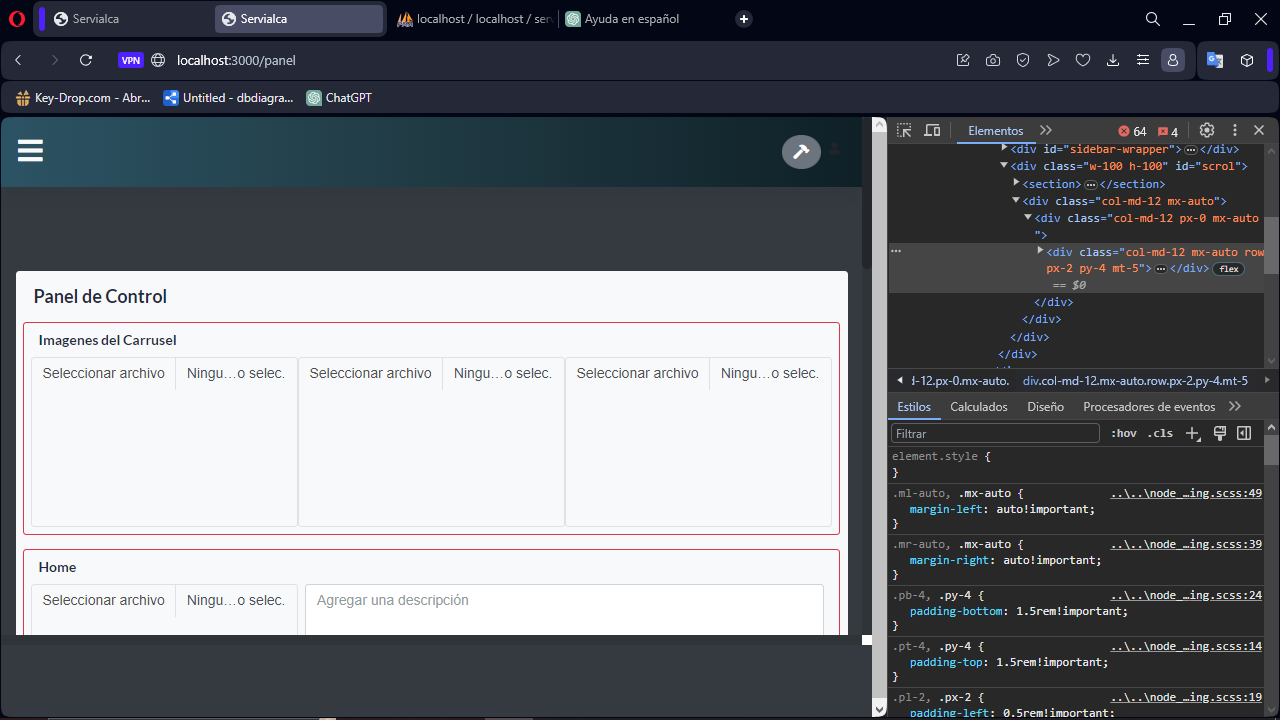 Servialca
Servialca
localhost / localhost / ser
Ayuda en español
VPN
localhost:3000/panel
Key-Drop.com - Abr...
Untitled - dbdiagra...
ChatGPT
Panel de Control
Imagenes del Carrusel
Seleccionar archivo
Ningu…o selec.
Seleccionar archivo
Ningu…o selec.
Seleccionar archivo
Ningu…o selec.
Home
Seleccionar archivo
Ningu…o selec.
Agregar una descripción
Elementos
64
4
<div id="sidebar-wrapper"> … </div>
<div class="w-100 h-100" id="scrol">
<section> … </section>
<div class="col-md-12 mx-auto">
<div class="col-md-12 px-0 mx-auto
">
<div class="col-md-12 mx-auto row
px-2 py-4 mt-5"> … </div> flex
== $0
</div>
</div>
</div>
</div>
d-12.px-0.mx-auto.
div.col-md-12.mx-auto.row.px-2.py-4.mt-5
Estilos
Calculados
Diseño
Procesadores de eventos
Filtrar
:hov
.cls
element.style {
}
.ml-auto, .mx-auto {
..\..\node_…ing.scss:49
margin-left: auto!important;
}
.mr-auto, .mx-auto {
..\..\node_…ing.scss:39
margin-right: auto!important;
}
.pb-4, .py-4 {
..\..\node_…ing.scss:24
padding-bottom: 1.5rem!important;
}
.pt-4, .py-4 {
..\..\node_…ing.scss:14
padding-top: 1.5rem!important;
}
.pl-2, .px-2 {
..\..\node_…ing.scss:19
padding-left: 0.5rem!important;